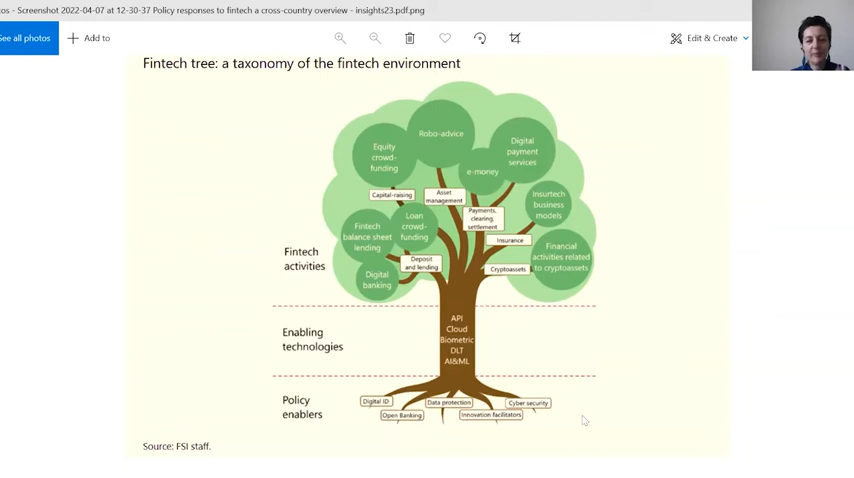 os - Screenshot 2022-04-07 at 12-30-37 Policy responses to fintech a cross-country overview - insights23.pdf.png
See all photos
Add to
Edit & Create
Fintech tree: a taxonomy of the fintech environment
Robo-advice
Equity
crowd-
funding
Digital
payment
services
e-money
Capital-raising
Asset
management
Insurtech
business
models
Payments,
clearing,
settlement
Loan
crowd-
funding
Fintech
balance sheet
lending
Insurance
Financial
activities related
to cryptoassets
Deposit
and lending
Cryptoassets
Digital
banking
Fintech
activities
API
Cloud
Biometric
DLT
AI&ML
Enabling
technologies
Policy
enablers
Digital ID
Data protection
Cyber security
Open Banking
Innovation facilitators
Source: FSI staff.